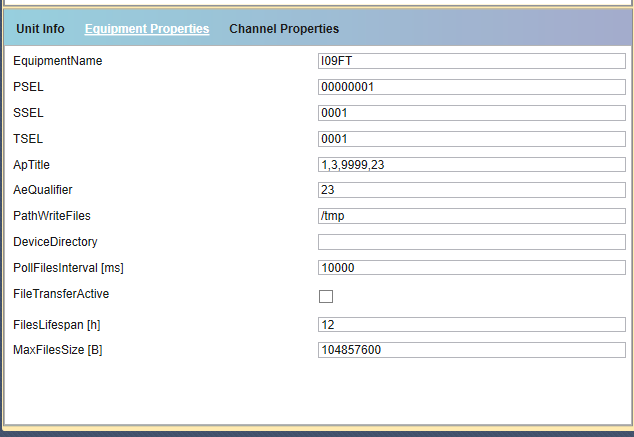 Unit Info Equipment Properties Channel Properties
EquipmentName I09FT
PSEL 00000001
SSEL 0001
TSEL 0001
ApTitle 1,3,9999,23
AeQualifier 23
PathWriteFiles /tmp
DeviceDirectory
PollFilesInterval [ms] 10000
FileTransferActive
FilesLifespan [h] 12
MaxFilesSize [B] 104857600